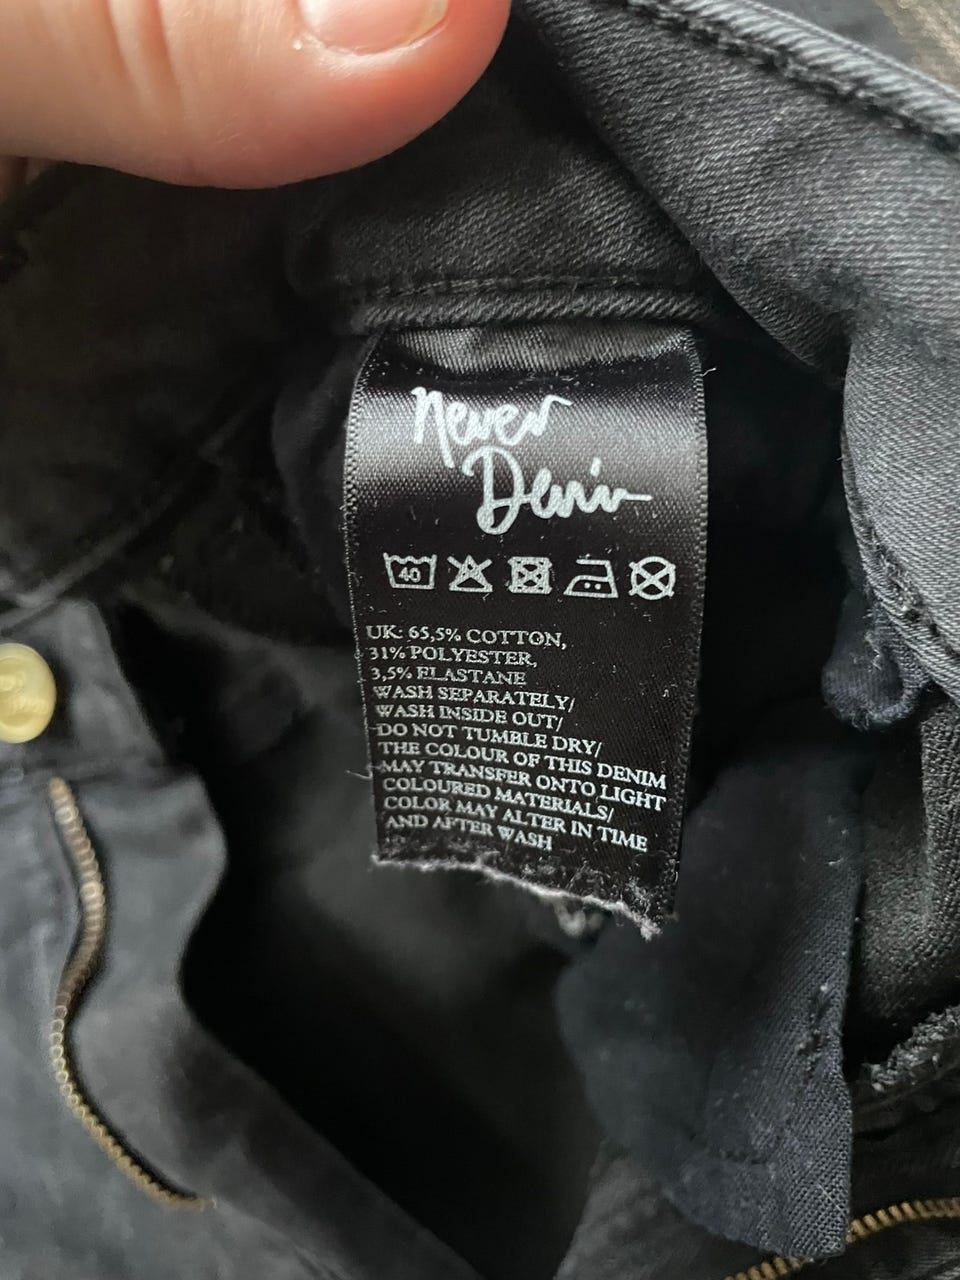 Never
Denim
40
UK: 65,5% COTTON,
31% POLYESTER,
3,5% ELASTANE
WASH SEPARATELY/
WASH INSIDE OUT/
DO NOT TUMBLE DRY/
THE COLOUR OF THIS DENIM
MAY TRANSFER ONTO LIGHT
COLOURED MATERIALS/
COLOR MAY ALTER IN TIME
AND AFTER WASH